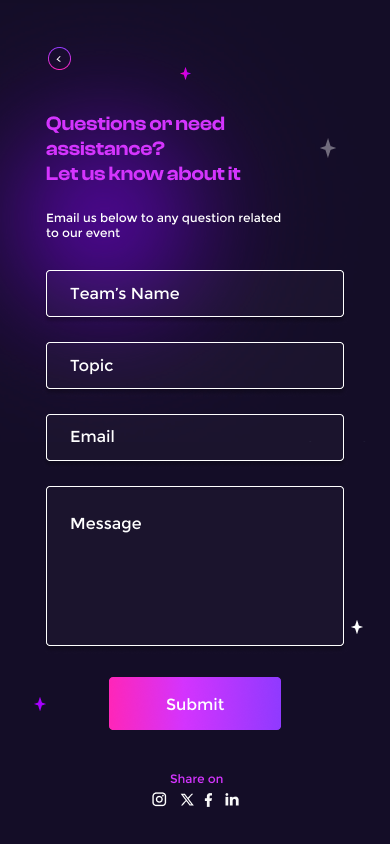 Questions or need
assistance?
Let us know about it
Email us below to any question related
to our event
Team's Name
Topic
Email
Message
Submit
Share on